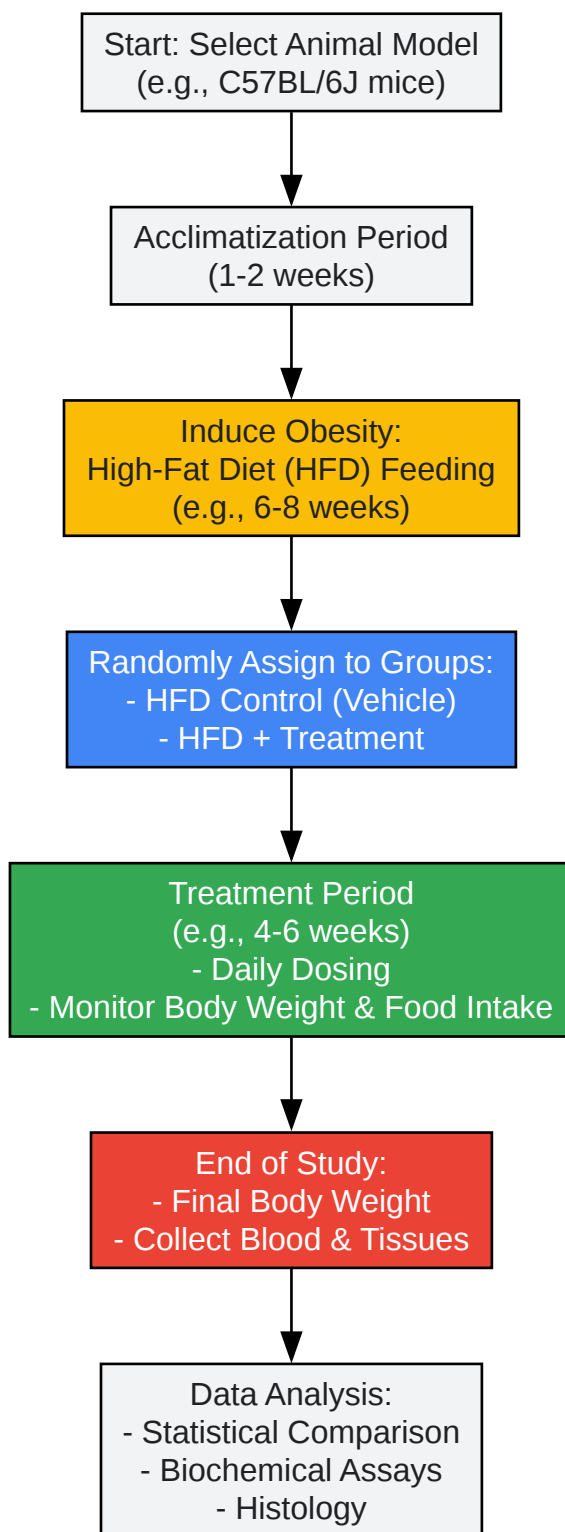 Start: Select Animal Model
(e.g., C57BL/6J mice)
Acclimatization Period
(1-2 weeks)
Induce Obesity:
High-Fat Diet (HFD) Feeding
(e.g., 6-8 weeks)
Randomly Assign to Groups:
- HFD Control (Vehicle)
- HFD + Treatment
Treatment Period
(e.g., 4-6 weeks)
- Daily Dosing
- Monitor Body Weight & Food Intake
End of Study:
- Final Body Weight
- Collect Blood & Tissues
Data Analysis:
- Statistical Comparison
- Biochemical Assays
- Histology